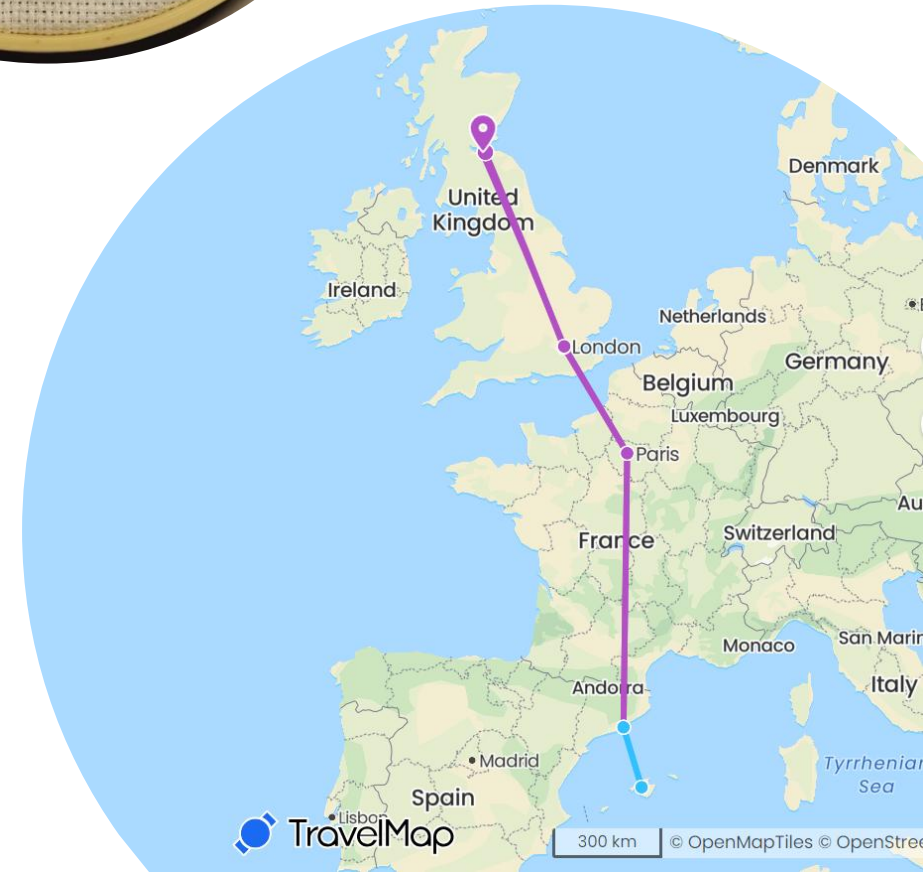 Denmark
United
Kingdom
Ireland
Netherlands
London
Germany
Belgium
Luxembourg
Paris
Au
Switzerland
France
San Marin
Monaco
Italy
Andorra
Madrid
Tyrrhenian
Sea
Spain
Lisbon
TravelMap
300 km
© OpenMapTiles © OpenStree